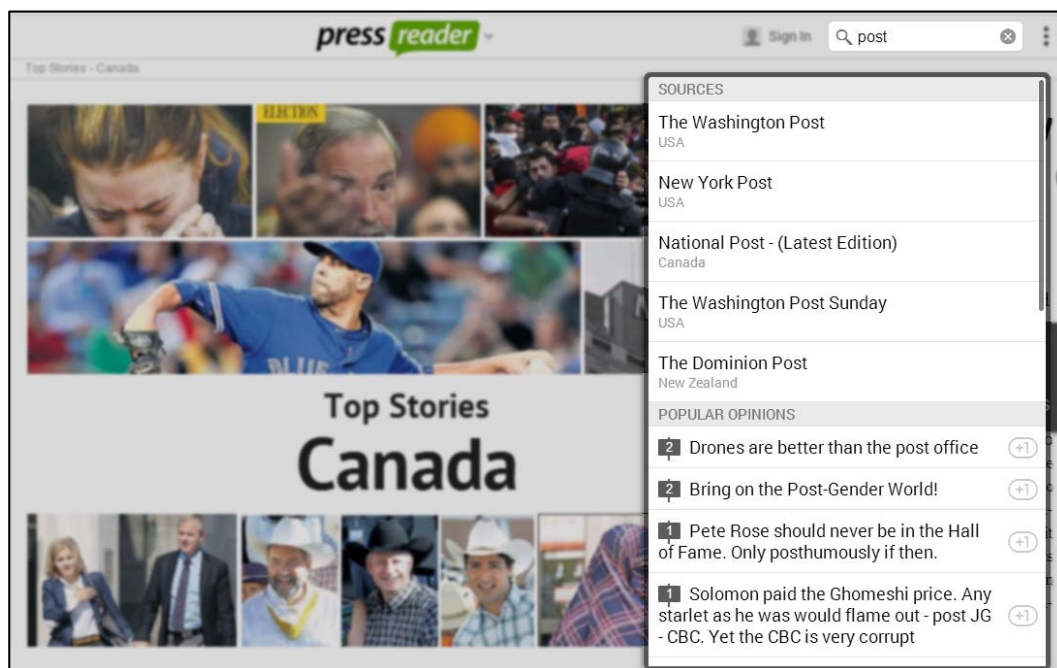 press reader
Sign In
post
Top Stories - Canada
ELECTION
SOURCES
The Washington Post
USA
New York Post
USA
National Post - (Latest Edition)
Canada
The Washington Post Sunday
USA
The Dominion Post
New Zealand
POPULAR OPINIONS
2 Drones are better than the post office +1
2 Bring on the Post-Gender World! +1
1 Pete Rose should never be in the Hall
of Fame. Only posthumously if then. +1
1 Solomon paid the Ghomeshi price. Any
starlet as he was would flame out - post JG
- CBC. Yet the CBC is very corrupt +1
Top Stories
Canada